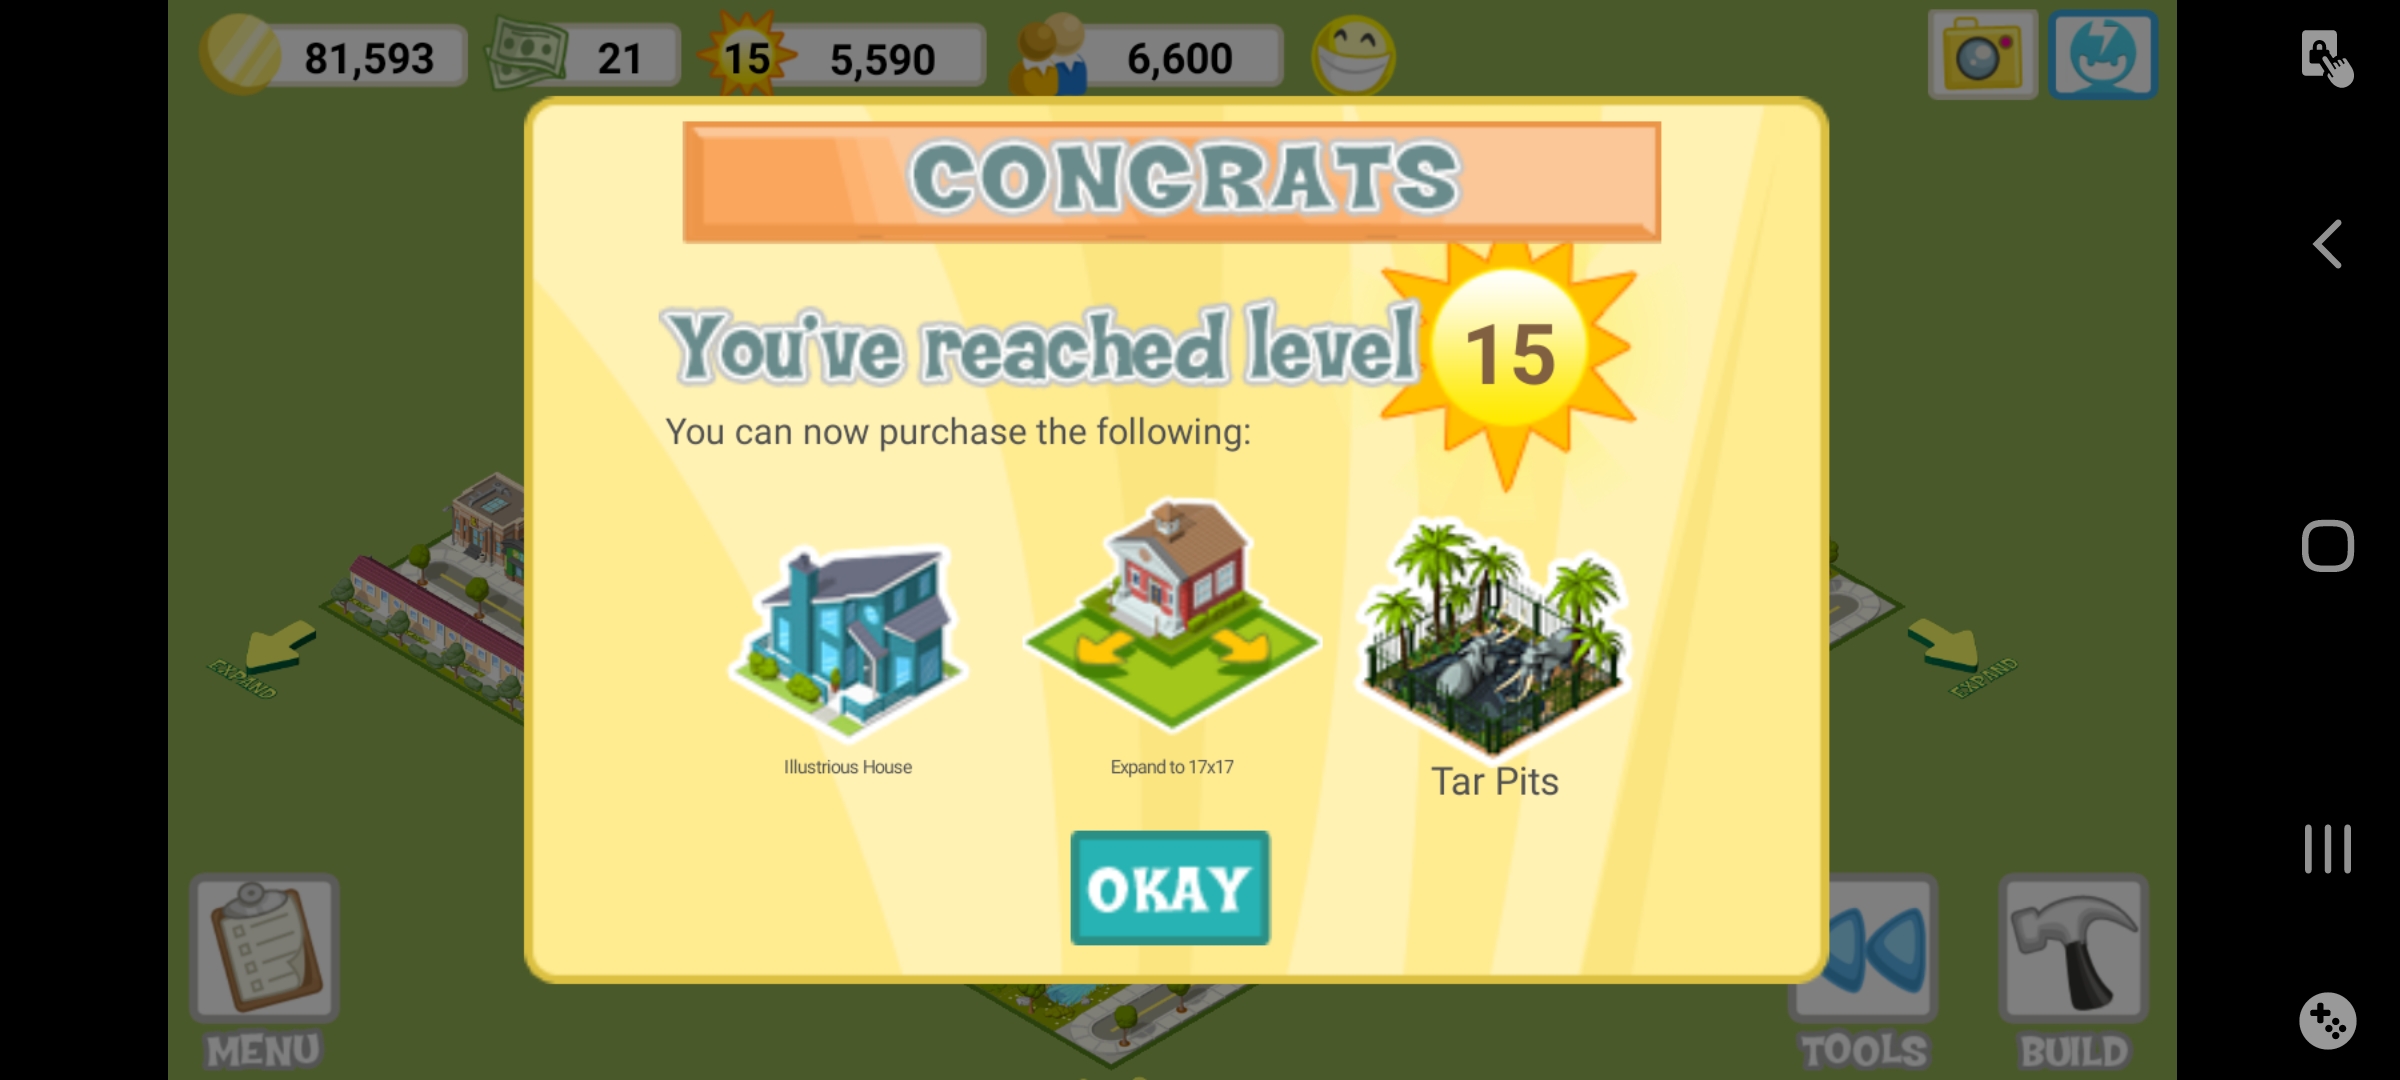 81,593
21
15
5,590
6,600
CONGRATS
You've reached level
15
You can now purchase the following:
Illustrious House
Expand to 17x17
Tar Pits
OKAY
EXPAND
EXPAND
MENU
TOOLS
BUILD